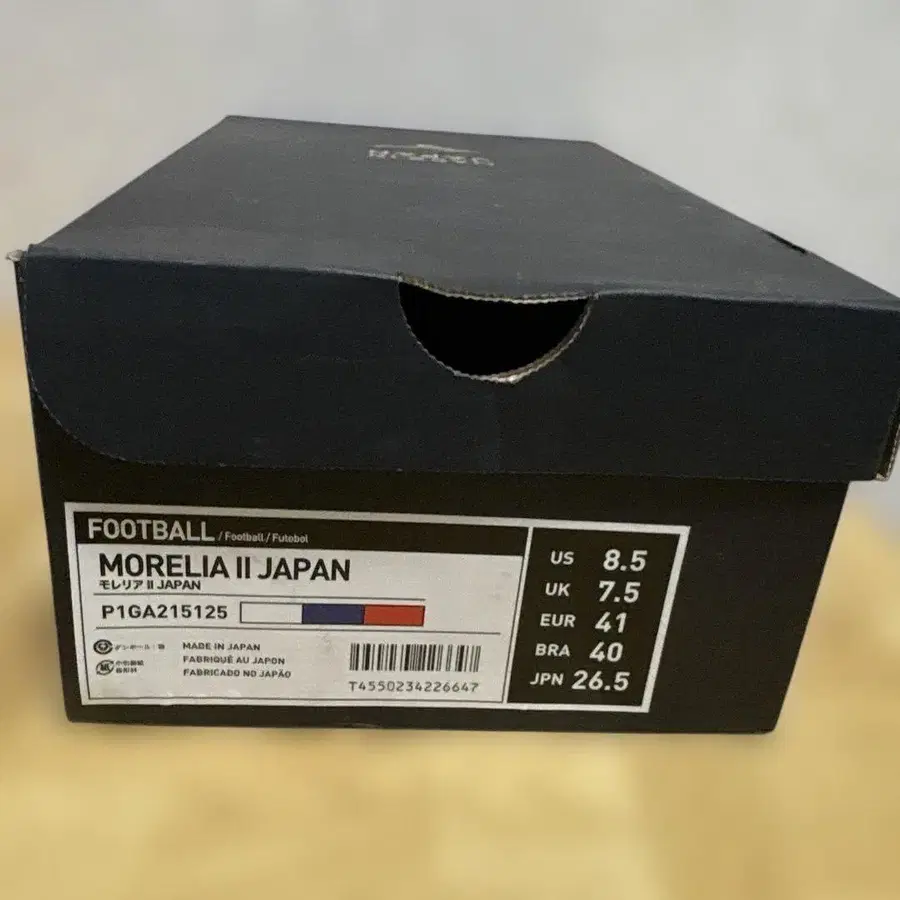 FOOTBALL / Football / Futebol
MORELIA II JAPAN
モレリア II JAPAN
P1GA215125
MADE IN JAPAN
FABRIQUÉ AU JAPON
FABRICADO NO JAPÃO
T4550234226647
US 8.5
UK 7.5
EUR 41
BRA 40
JPN 26.5